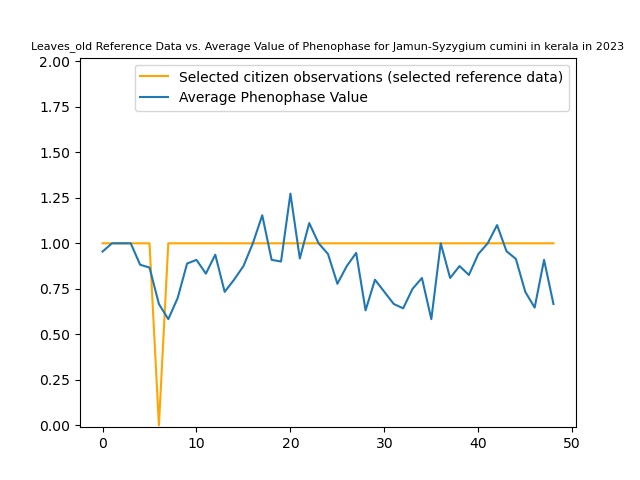 Leaves_old Reference Data vs. Average Value of Phenophase for Jamun-Syzygium cumini in kerala in 2023
Selected citizen observations (selected reference data)
Average Phenophase Value
2.00
1.75
1.50
1.25
1.00
0.75
0.50
0.25
0.00
0 10 20 30 40 50